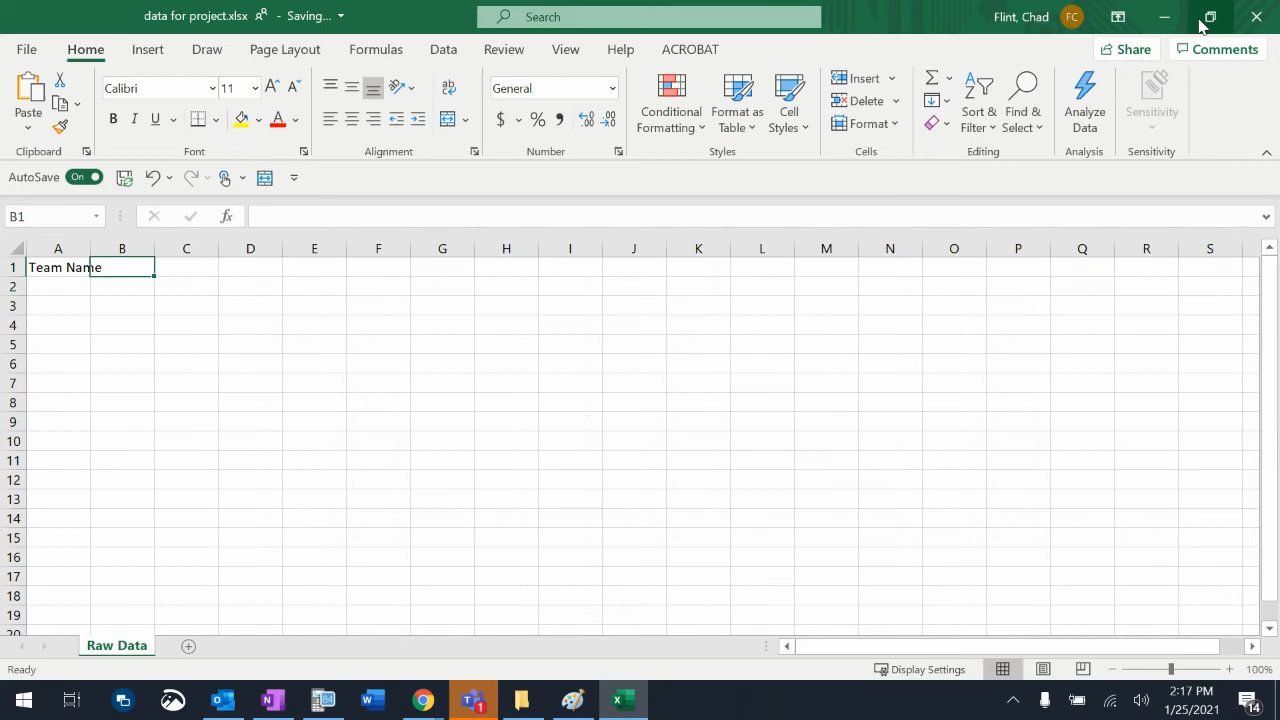 data for project.xlsx - Saving...
Search
Flint, Chad FC
File Home Insert Draw Page Layout Formulas Data Review View Help ACROBAT Share Comments
Paste
Clipboard
Calibri 11
B I U A
Font
Alignment
General
$ % 9
Number
Conditional Formatting
Format as Table
Cell Styles
Styles
Insert
Delete
Format
Cells
Sort & Filter
Find & Select
Editing
Analyze Data
Analysis
Sensitivity
Sensitivity
AutoSave On
B1 fx
A B C D E F G H I J K L M N O P Q R S
1 Team Name
2
3
4
5
6
7
8
9
10
11
12
13
14
15
16
17
18
19
20
Raw Data
Ready Display Settings 100%
2:17 PM
1/25/2021
14